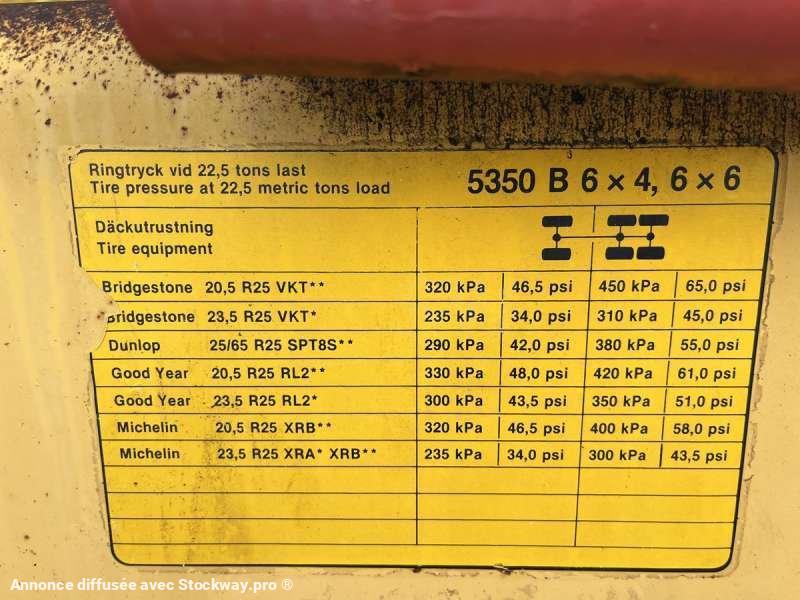 Ringtryck vid 22,5 tons last
Tire pressure at 22,5 metric tons load
5350 B 6 × 4, 6 × 6
Däckutrustning
Tire equipment
Bridgestone 20,5 R25 VKT** 320 kPa 46,5 psi 450 kPa 65,0 psi
Bridgestone 23,5 R25 VKT* 235 kPa 34,0 psi 310 kPa 45,0 psi
Dunlop 25/65 R25 SPT8S** 290 kPa 42,0 psi 380 kPa 55,0 psi
Good Year 20,5 R25 RL2** 330 kPa 48,0 psi 420 kPa 61,0 psi
Good Year 23,5 R25 RL2* 300 kPa 43,5 psi 350 kPa 51,0 psi
Michelin 20,5 R25 XRB** 320 kPa 46,5 psi 400 kPa 58,0 psi
Michelin 23,5 R25 XRA* XRB** 235 kPa 34,0 psi 300 kPa 43,5 psi
Annonce diffusée avec Stockway.pro ®